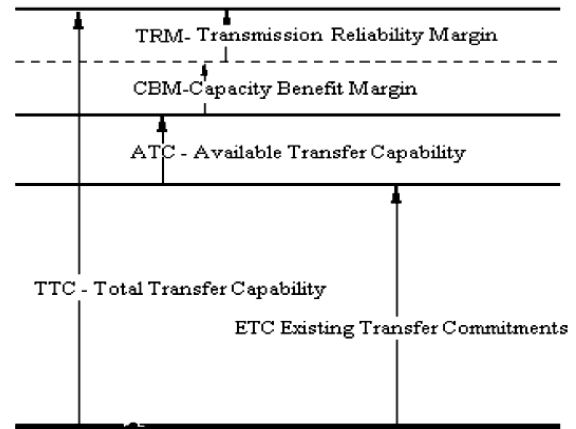 TRM- Transmission Reliability Margin
CBM-Capacity Benefit Margin
ATC - Available Transfer Capability
TTC - Total Transfer Capability
ETC Existing Transfer Commitments